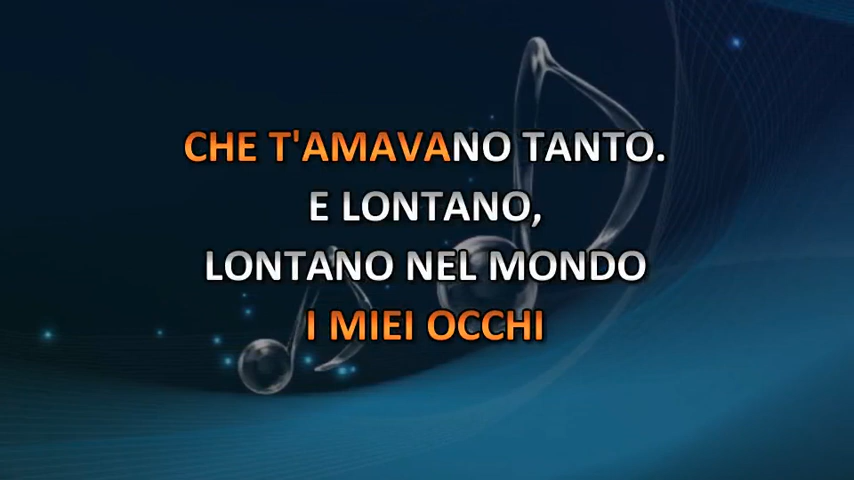 CHE T'AMAVANO TANTO.
E LONTANO,
LONTANO NEL MONDO
I MIEI OCCHI